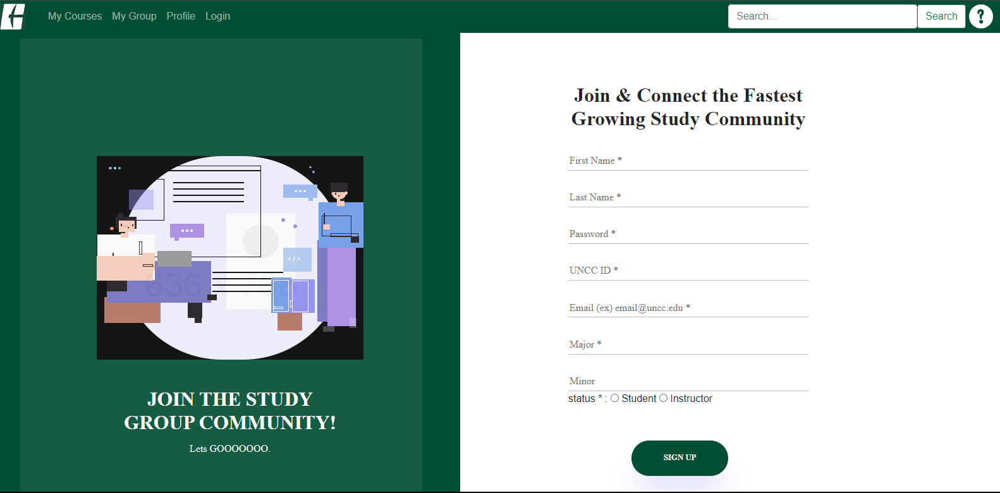 My Courses My Group Profile Login
Search... Search ?
Join & Connect the Fastest
Growing Study Community
First Name *
Last Name *
Password *
UNCC ID *
Email (ex) email@uncc.edu *
Major *
Minor
status * : Student Instructor
SIGN UP
</>
636
JOIN THE STUDY
GROUP COMMUNITY!
Lets GOOOOOOO.